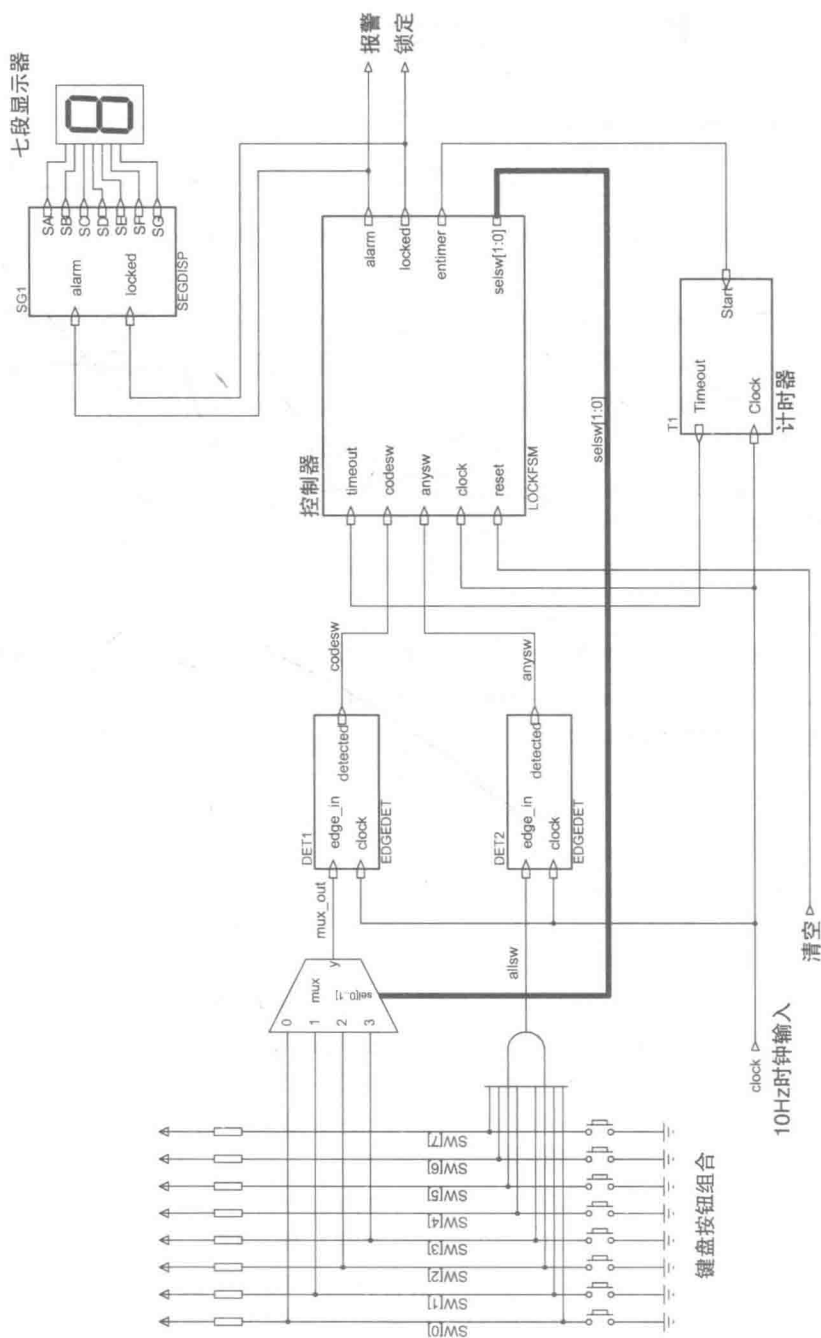 七段显示器
SG1
alarm
locked
SEGDISP
SA
SB
SC
SD
SE
SF
SG
报警
锁定
控制器
timeout
codesw
anysw
clock
reset
alarm
locked
entimer
selsw[1:0]
LOCKFSM
selsw[1:0]
T1
Timeout
Clock
Start
计时器
codesw
anysw
DET1
edge_in
detected
clock
EDGEDET
DET2
edge_in
detected
clock
EDGEDET
mux_out
allsw
0
1
2
3
mux
sel[0..1]
y
SW[7]
SW[6]
SW[5]
SW[4]
SW[3]
SW[2]
SW[1]
SW[0]
键盘按钮组合
clock
10Hz时钟输入
清空